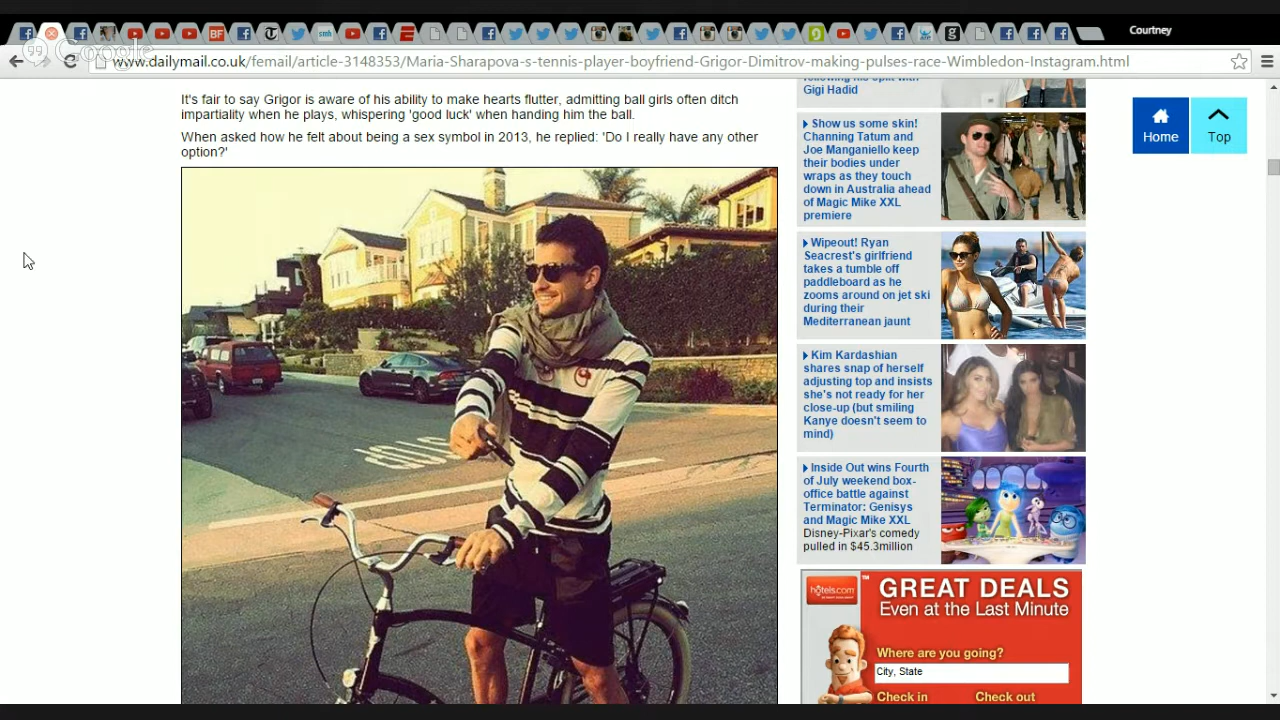 Courtney
Google
www.dailymail.co.uk/femail/article-3148353/Maria-Sharapova-s-tennis-player-boyfriend-Grigor-Dimitrov-making-pulses-race-Wimbledon-Instagram.html
It's fair to say Grigor is aware of his ability to make hearts flutter, admitting ball girls often ditch
impartiality when he plays, whispering 'good luck' when handing him the ball.
When asked how he felt about being a sex symbol in 2013, he replied: 'Do I really have any other
option?'
following his split with
Gigi Hadid
Show us some skin!
Channing Tatum and
Joe Manganiello keep
their bodies under
wraps as they touch
down in Australia ahead
of Magic Mike XXL
premiere
Wipeout! Ryan
Seacrest's girlfriend
takes a tumble off
paddleboard as he
zooms around on jet ski
during their
Mediterranean jaunt
Kim Kardashian
shares snap of herself
adjusting top and insists
she's not ready for her
close-up (but smiling
Kanye doesn't seem to
mind)
Inside Out wins Fourth
of July weekend box-
office battle against
Terminator: Genisys
and Magic Mike XXL
Disney-Pixar's comedy
pulled in $45.3million
hotels.com
GREAT DEALS
Even at the Last Minute
Where are you going?
City, State
Check in Check out
Home
Top